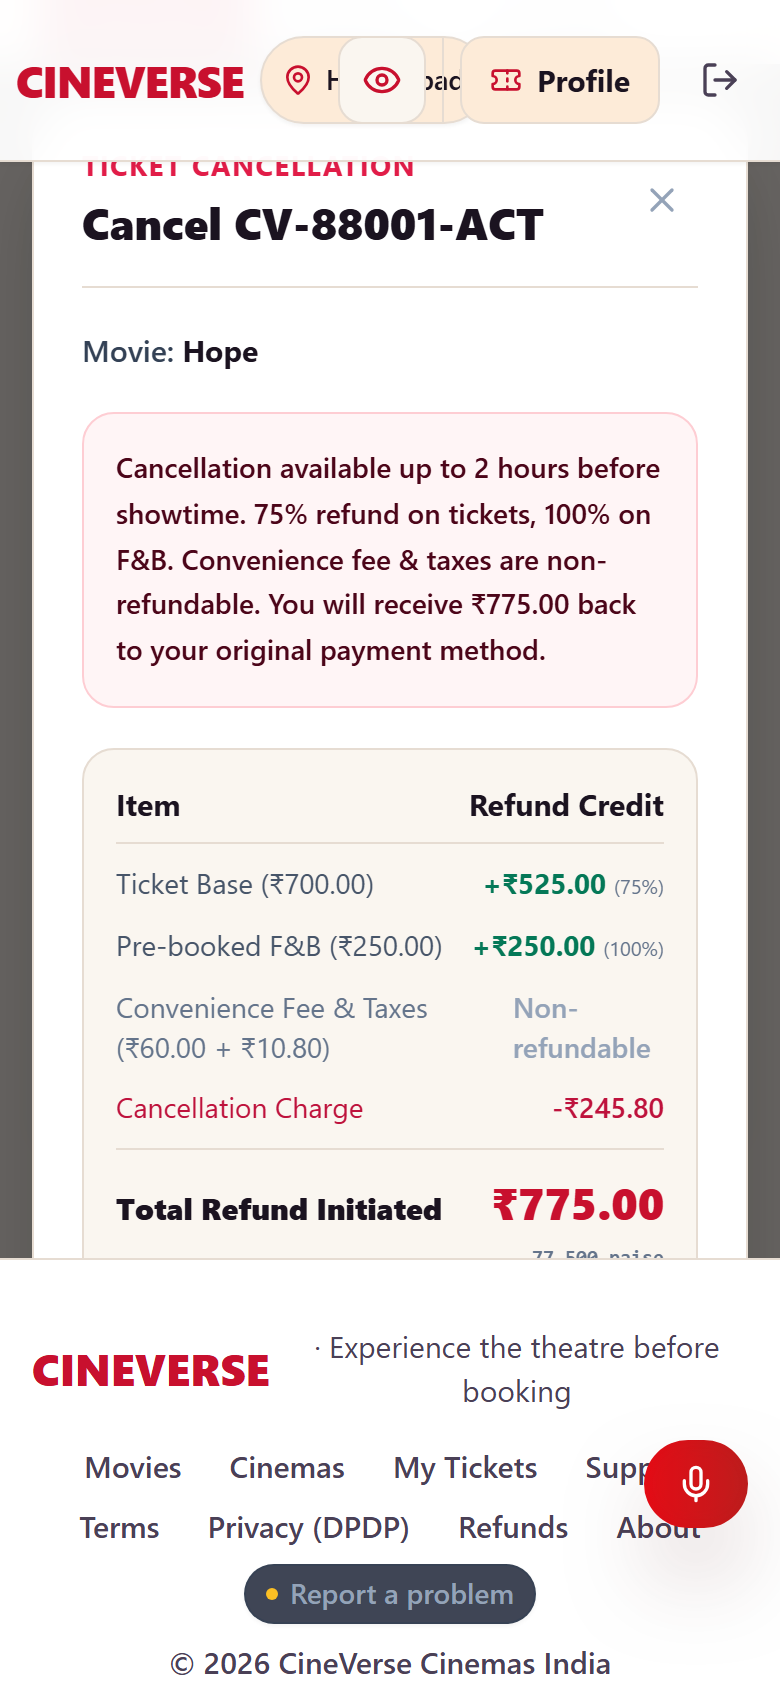 CINEVERSE
Profile
TICKET CANCELLATION
Cancel CV-88001-ACT
Movie: Hope
Cancellation available up to 2 hours before
showtime. 75% refund on tickets, 100% on
F&B. Convenience fee & taxes are non-
refundable. You will receive ₹775.00 back
to your original payment method.
Item Refund Credit
Ticket Base (₹700.00) +₹525.00 (75%)
Pre-booked F&B (₹250.00) +₹250.00 (100%)
Convenience Fee & Taxes Non-
(₹60.00 + ₹10.80) refundable
Cancellation Charge -₹245.80
Total Refund Initiated ₹775.00
77,500 paise
CINEVERSE
· Experience the theatre before
booking
Movies Cinemas My Tickets
Terms Privacy (DPDP) Refunds About
Report a problem
© 2026 CineVerse Cinemas India